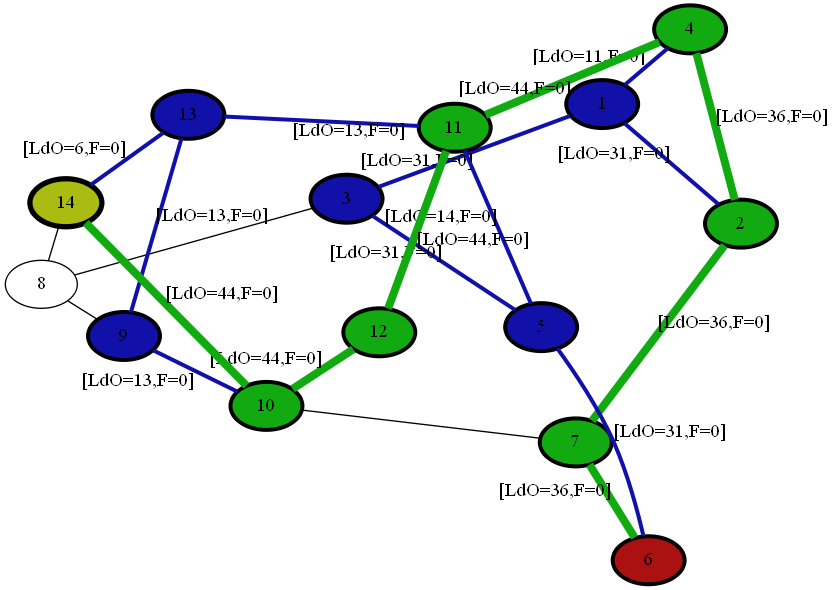 4
[LdO=11,F=0]
[LdO=44,F=0]
1
13
[LdO=36,F=0]
11
[LdO=13,F=0]
[LdO=6,F=0]
[LdO=31,F=0]
[LdO=31,F=0]
3
14
[LdO=13,F=0]
[LdO=14,F=0]
2
[LdO=44,F=0]
[LdO=31,F=0]
8
[LdO=44,F=0]
[LdO=36,F=0]
5
12
9
[LdO=44,F=0]
[LdO=13,F=0]
10
[LdO=31,F=0]
7
[LdO=36,F=0]
6